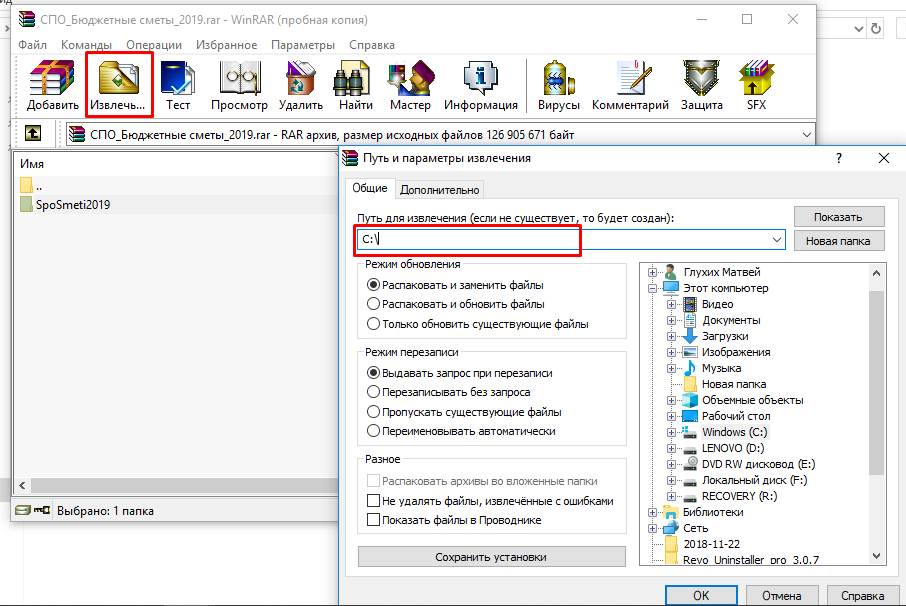 СПО_Бюджетные сметы_2019.rar - WinRAR (пробная копия)
Файл Команды Операции Избранное Параметры Справка
Добавить Извлечь... Тест Просмотр Удалить Найти Мастер Информация Вирусы Комментарий Защита SFX
СПО_Бюджетные сметы_2019.rar - RAR архив, размер исходных файлов 126 905 671 байт
Имя
..
SpoSmeti2019
Выбрано: 1 папка
Путь и параметры извлечения
Общие Дополнительно
Путь для извлечения (если не существует, то будет создан):
C:\
Показать
Новая папка
Режим обновления
Распаковать и заменить файлы
Распаковать и обновить файлы
Только обновить существующие файлы
Режим перезаписи
Выдавать запрос при перезаписи
Перезаписывать без запроса
Пропускать существующие файлы
Переименовывать автоматически
Разное
Распаковать архивы во вложенные папки
Не удалять файлы, извлечённые с ошибками
Показать файлы в Проводнике
Сохранить установки
Глухих Матвей
Этот компьютер
Видео
Документы
Загрузки
Изображения
Музыка
Новая папка
Объемные объекты
Рабочий стол
Windows (C:)
LENOVO (D:)
DVD RW дисковод (E:)
Локальный диск (F:)
RECOVERY (R:)
Библиотеки
Сеть
2018-11-22
Revo_Uninstaller_pro_3.0.7
OK Отмена Справка